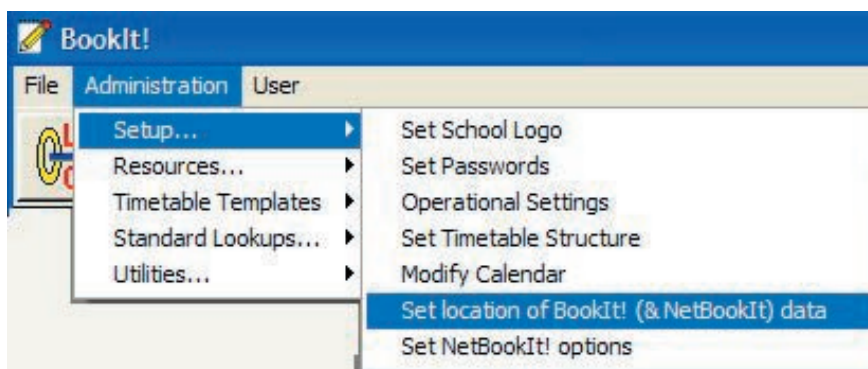 BookIt!
File Administration User
Setup...
Resources...
Timetable Templates
Standard Lookups...
Utilities...
Set School Logo
Set Passwords
Operational Settings
Set Timetable Structure
Modify Calendar
Set location of BookIt! (& NetBookIt) data
Set NetBookIt! options